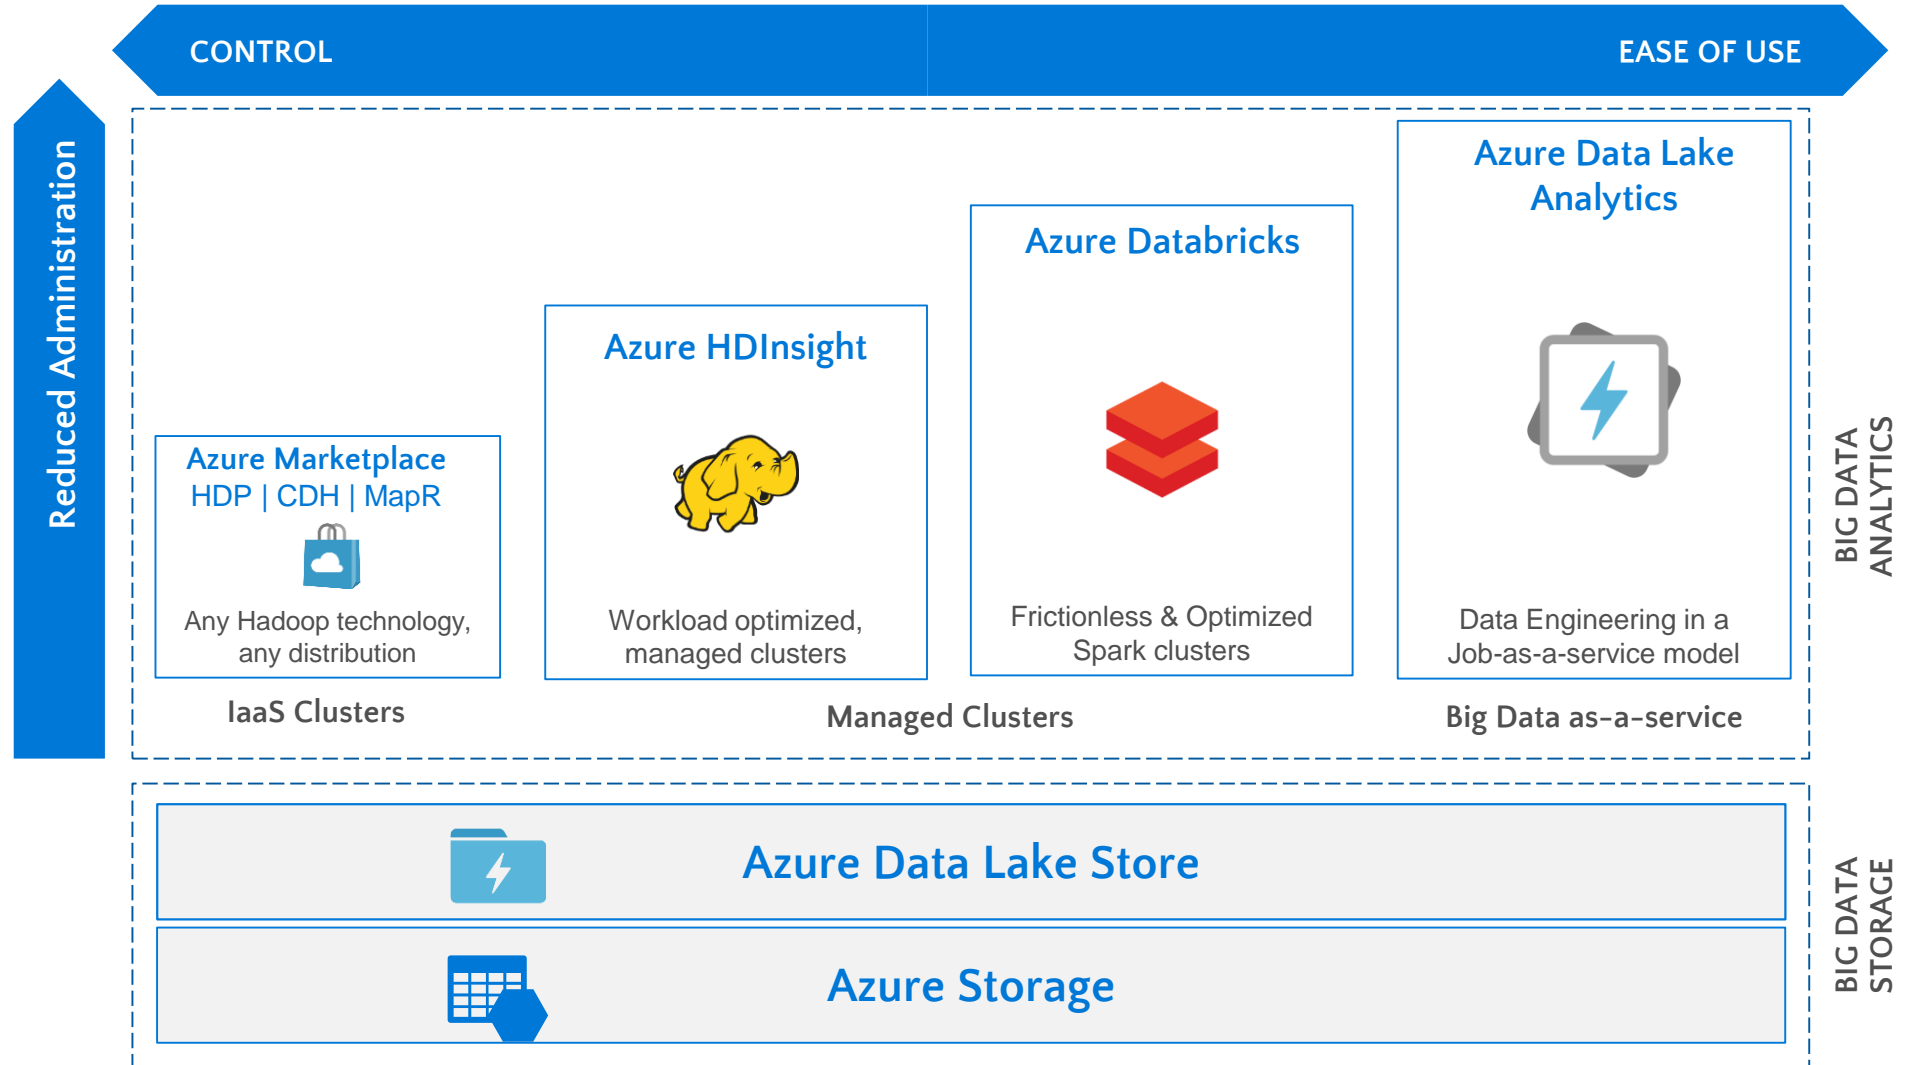 CONTROL
EASE OF USE
Reduced Administration
Azure Marketplace
HDP | CDH | MapR
Any Hadoop technology,
any distribution
IaaS Clusters
Azure HDInsight
Workload optimized,
managed clusters
Azure Databricks
Frictionless & Optimized
Spark clusters
Managed Clusters
Azure Data Lake
Analytics
Data Engineering in a
Job-as-a-service model
Big Data as-a-service
BIG DATA
ANALYTICS
Azure Data Lake Store
Azure Storage
BIG DATA
STORAGE